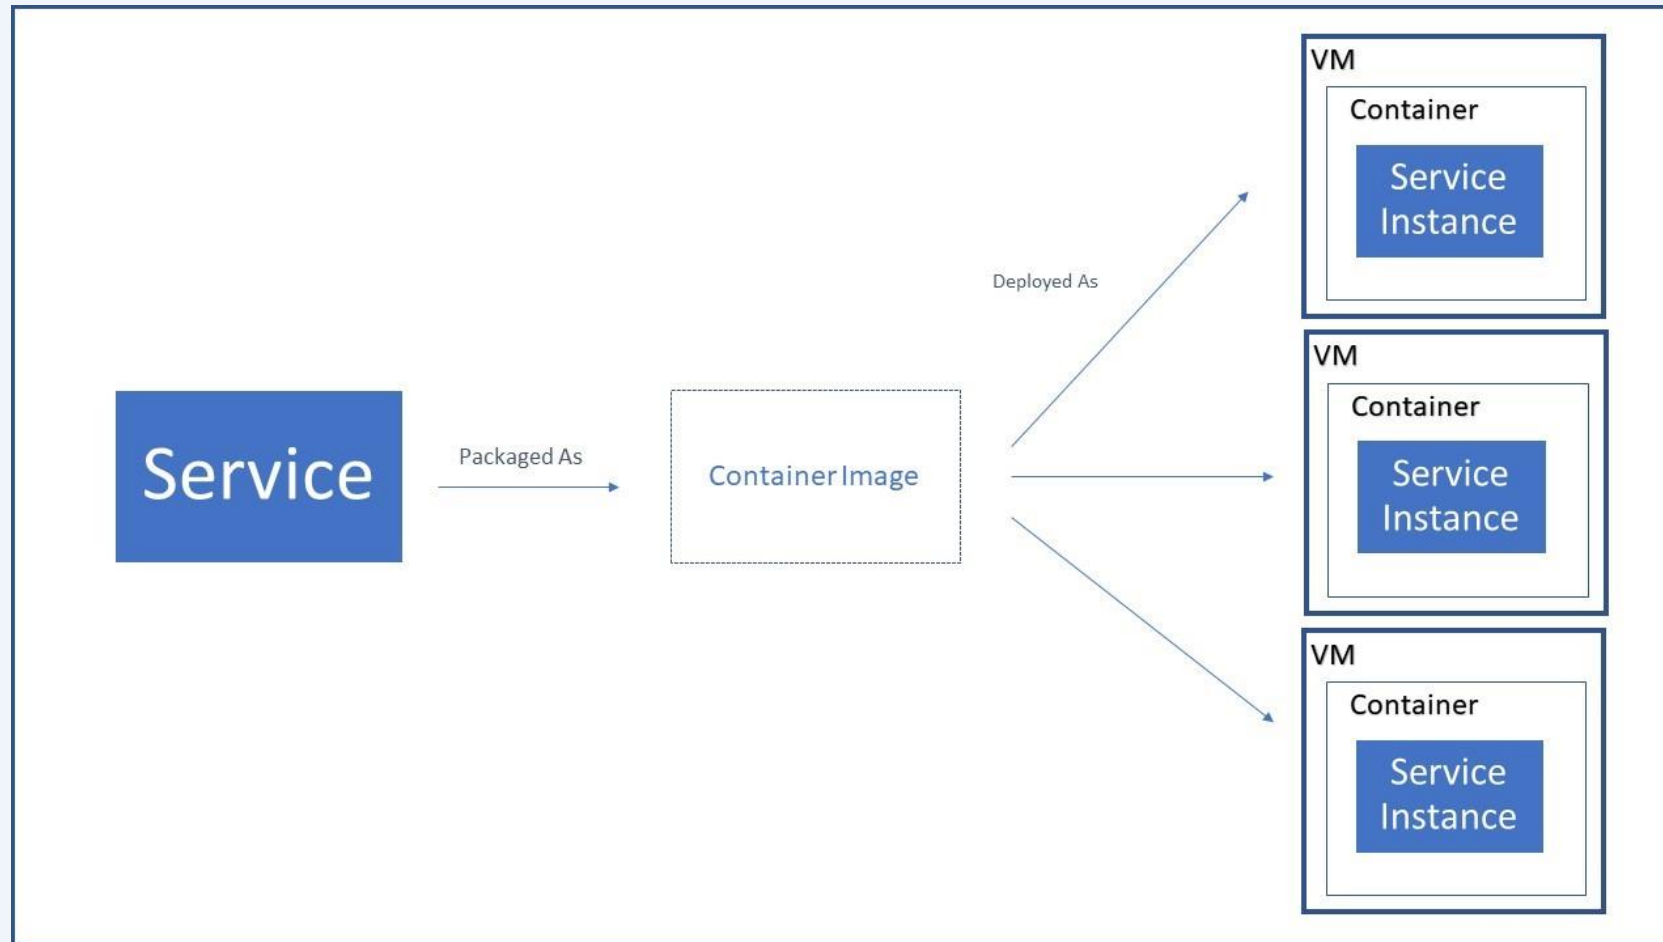 Service
Packaged As
Container Image
Deployed As
VM
Container
Service
Instance
VM
Container
Service
Instance
VM
Container
Service
Instance